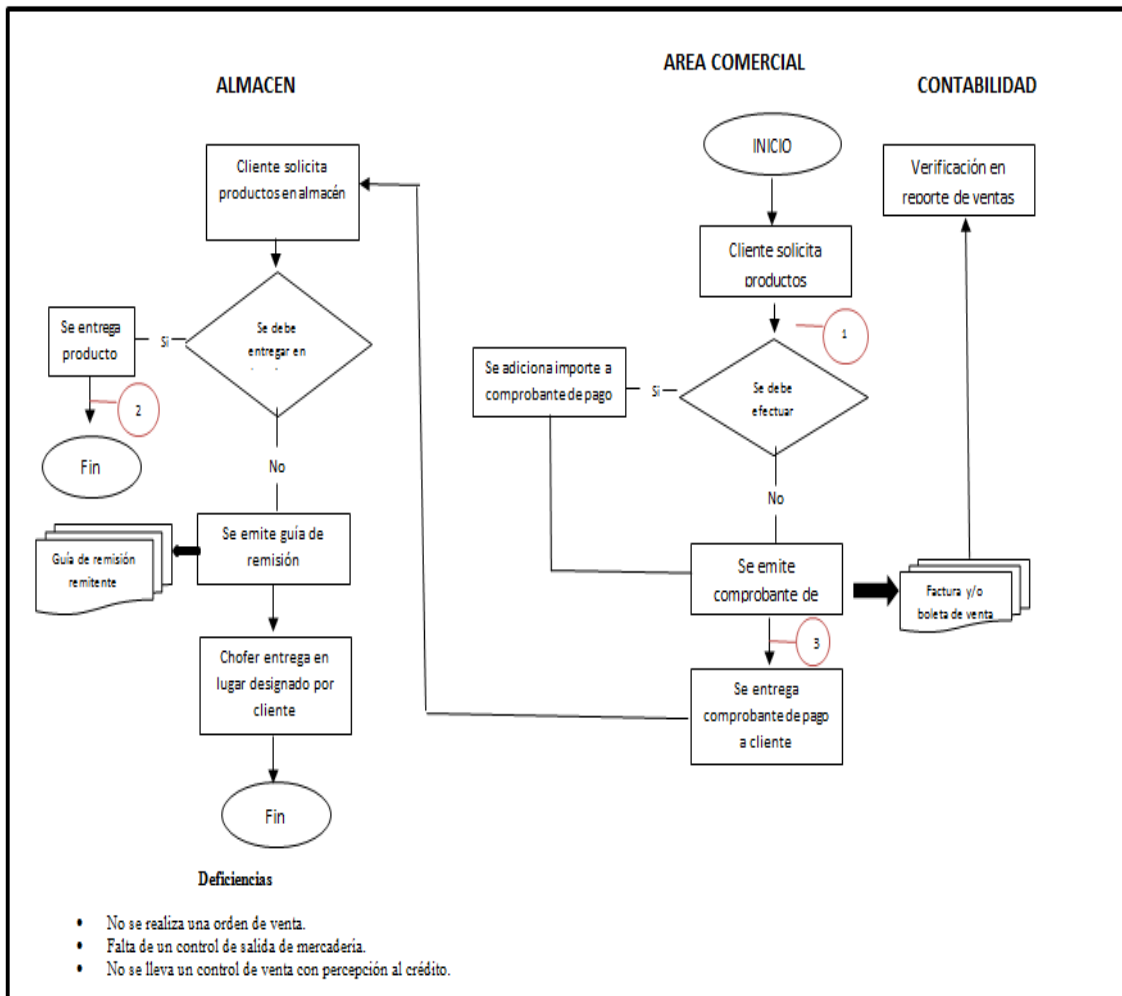 AREA COMERCIAL
ALMACEN
CONTABILIDAD
INICIO
Cliente solicita
productos en almacén
Verificación en
reporte de ventas
Cliente solicita
productos
1
Se debe
entregar en
Si
Se entrega
producto
2
Fin
No
Se adiciona importe a
comprobante de pago
Si
Se debe
efectuar
No
Se emite guía de
remisión
Guía de remisión
remitente
Se emite
comprobante de
Factura y/o
boleta de venta
3
Chofer entrega en
lugar designado por
cliente
Se entrega
comprobante de pago
a cliente
Fin
Deficiencias
• No se realiza una orden de venta.
• Falta de un control de salida de mercadería.
• No se lleva un control de venta con percepción al crédito.